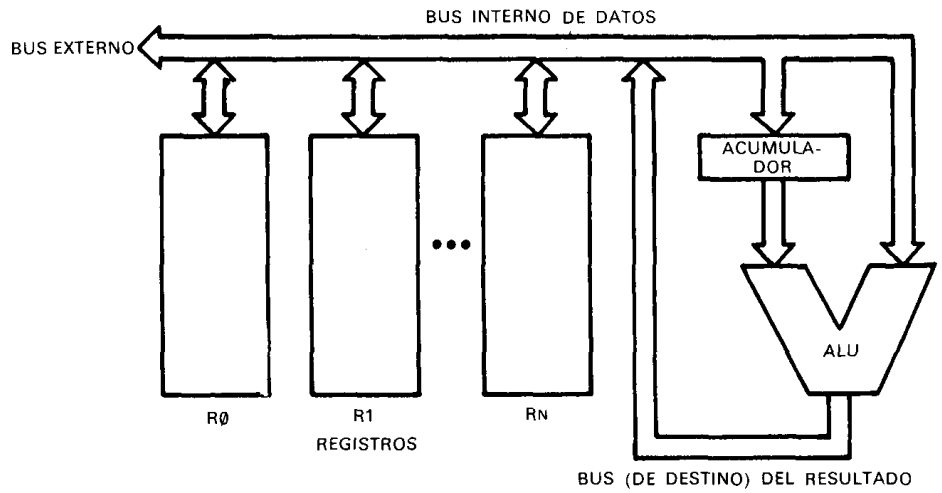 BUS INTERNO DE DATOS
BUS EXTERNO
ACUMULA-
DOR
ALU
RØ
R1
RN
REGISTROS
BUS (DE DESTINO) DEL RESULTADO